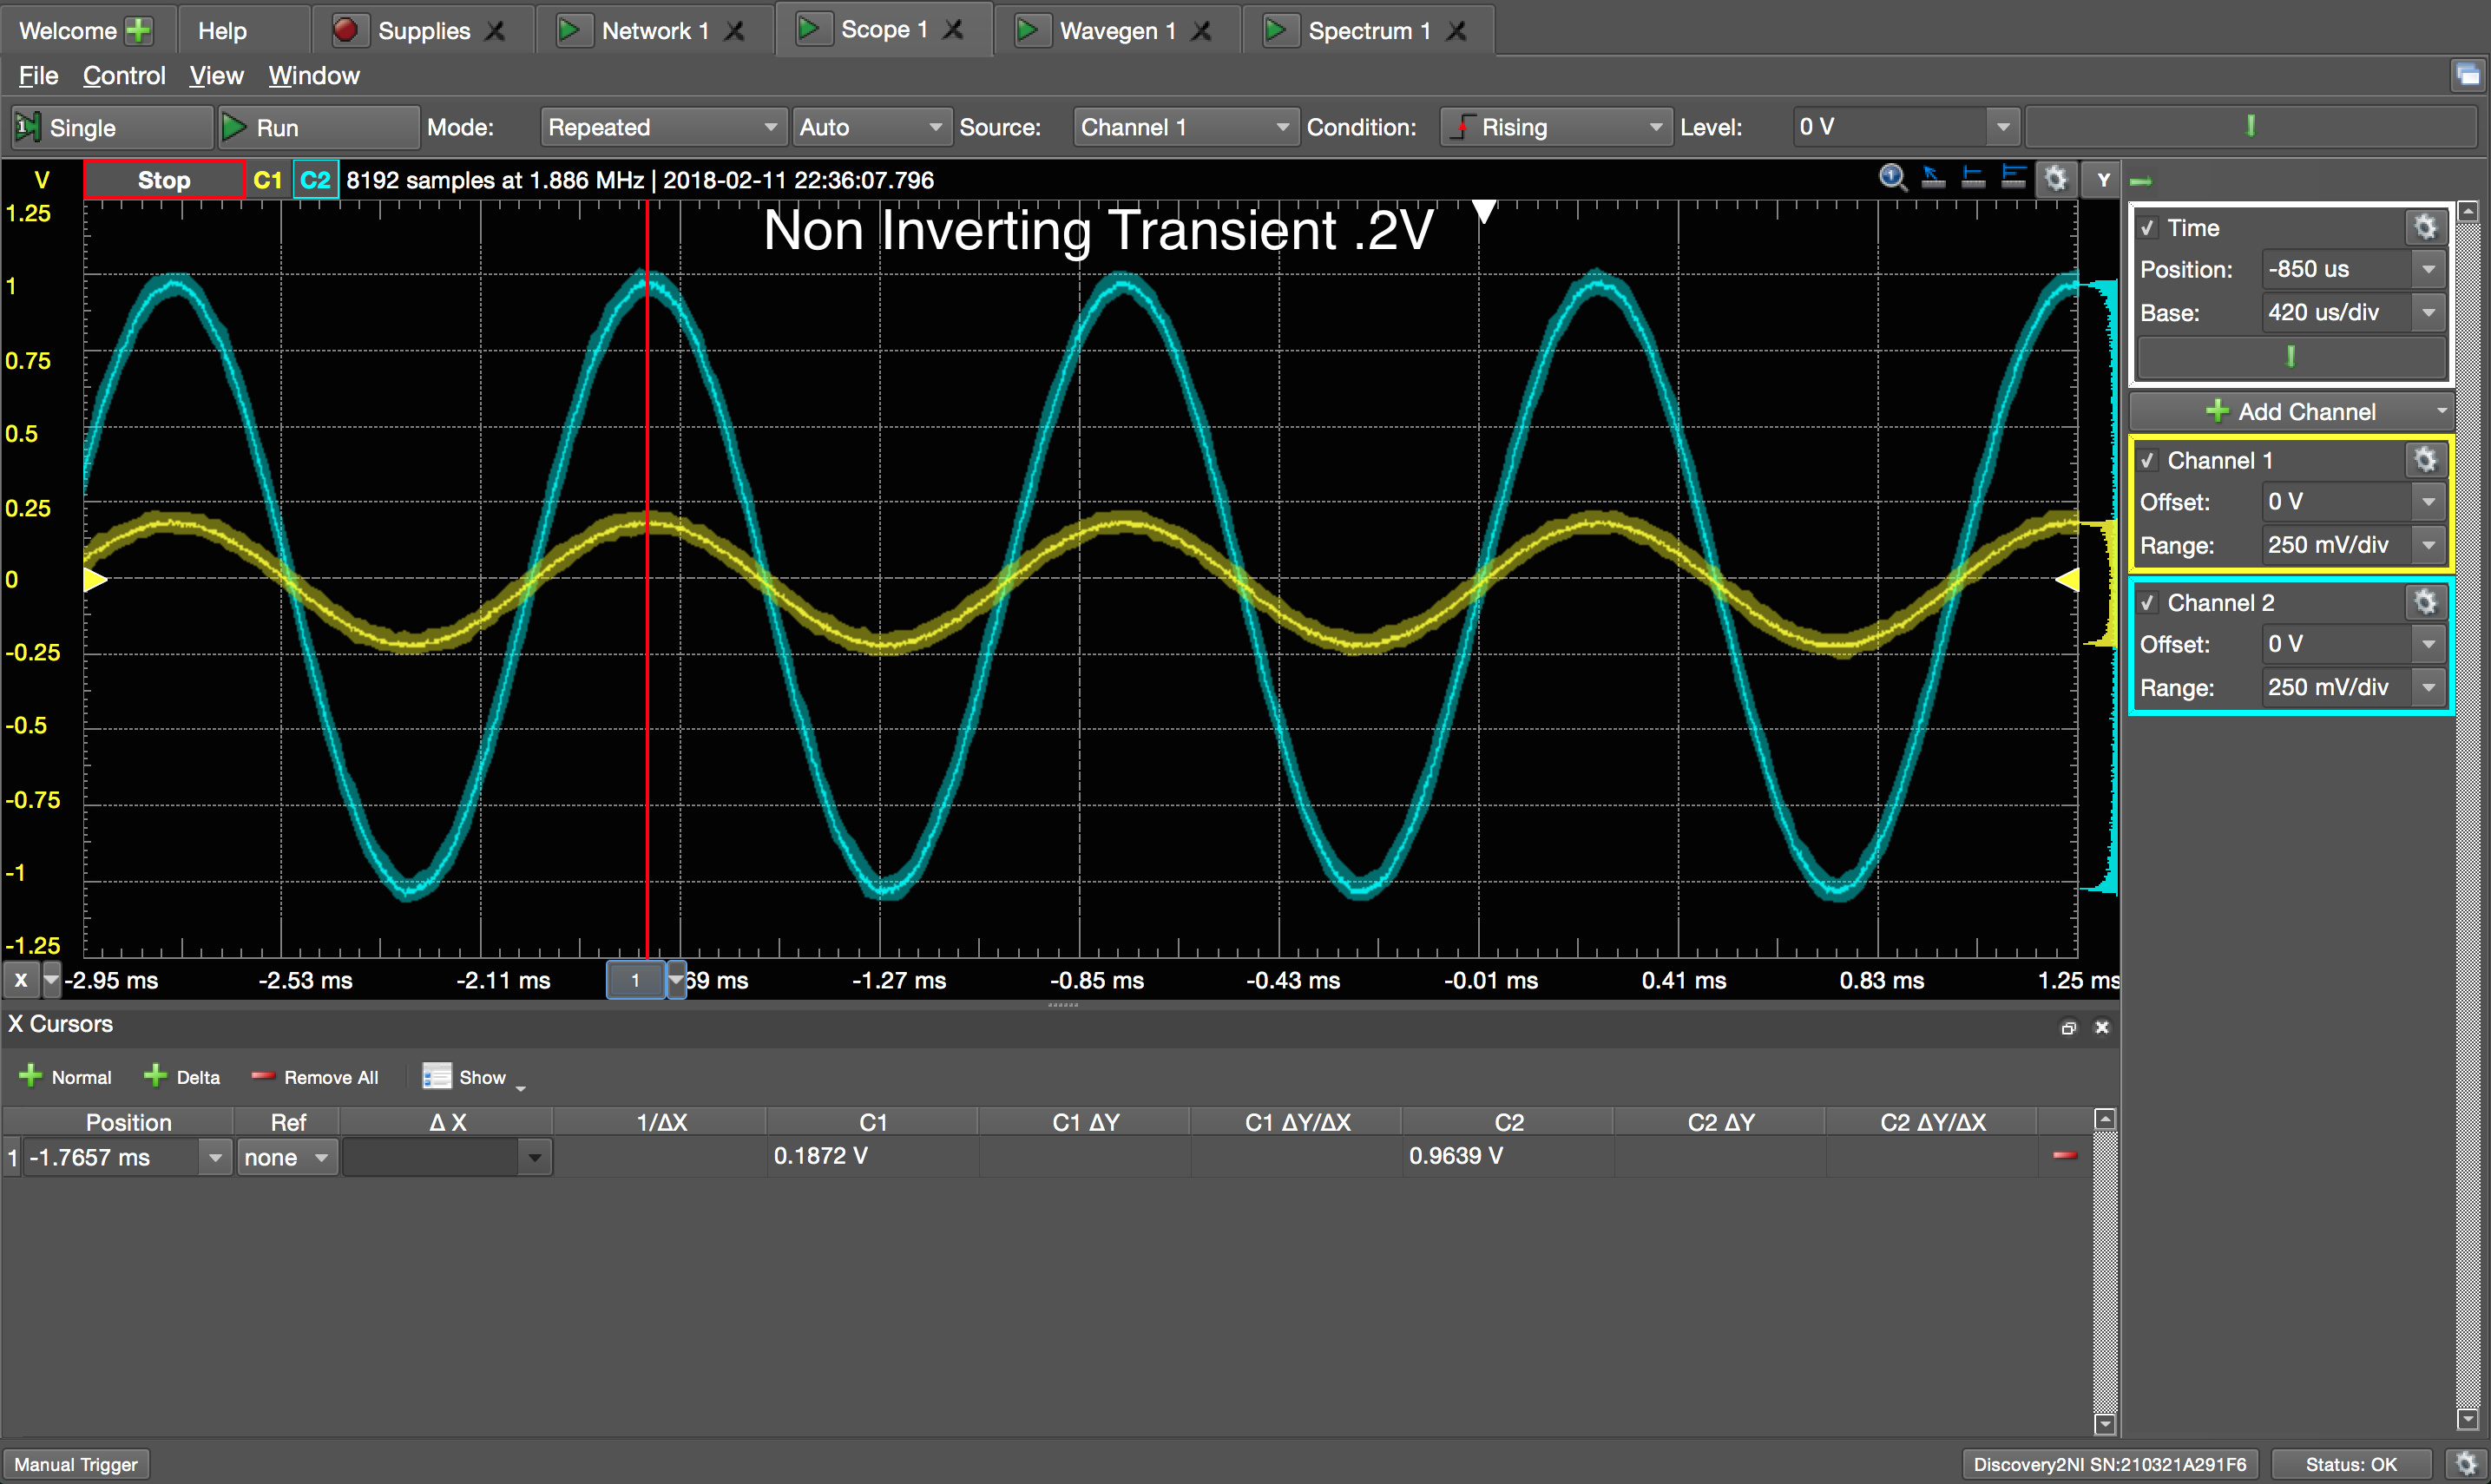 Welcome Help Supplies Network 1 Scope 1 Wavegen 1 Spectrum 1
File Control View Window
1 Single Run Mode: Repeated Auto Source: Channel 1 Condition: Rising Level: 0 V
V Stop C1 C2 8192 samples at 1.886 MHz | 2018-02-11 22:36:07.796 Y
Non Inverting Transient .2V
1.25
1
0.75
0.5
0.25
0
-0.25
-0.5
-0.75
-1
-1.25
X -2.95 ms -2.53 ms -2.11 ms 1 69 ms -1.27 ms -0.85 ms -0.43 ms -0.01 ms 0.41 ms 0.83 ms 1.25 ms
Time
Position: -850 us
Base: 420 us/div
Add Channel
Channel 1
Offset: 0 V
Range: 250 mV/div
Channel 2
Offset: 0 V
Range: 250 mV/div
X Cursors
Normal Delta Remove All Show
Position Ref Δ X 1/ΔX C1 C1 ΔY C1 ΔY/ΔX C2 C2 ΔY C2 ΔY/ΔX
1 -1.7657 ms none 0.1872 V 0.9639 V
Manual Trigger Discovery2NI SN:210321A291F6 Status: OK